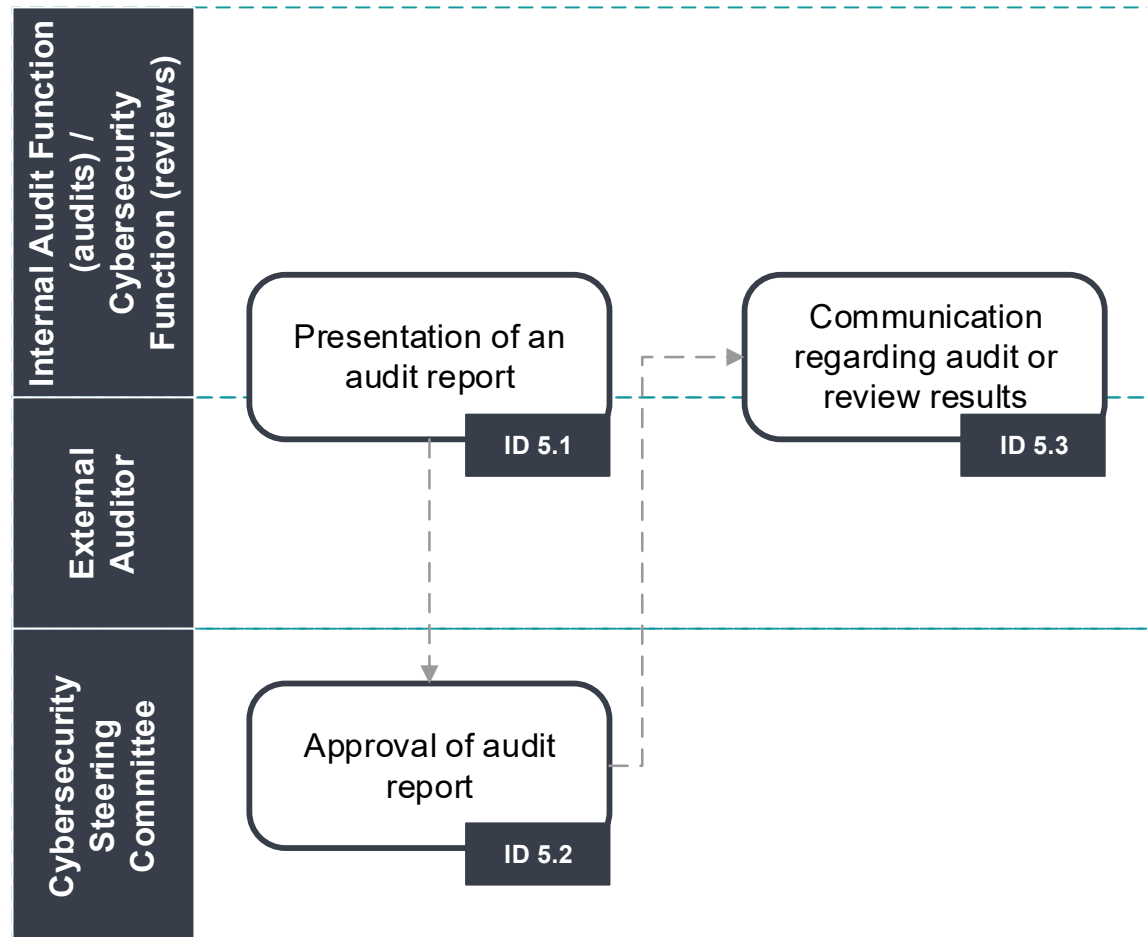 Internal Audit Function
(audits) /
Cybersecurity
Function (reviews)
Presentation of an
audit report
ID 5.1
Communication
regarding audit or
review results
ID 5.3
External
Auditor
Cybersecurity
Steering
Committee
Approval of audit
report
ID 5.2